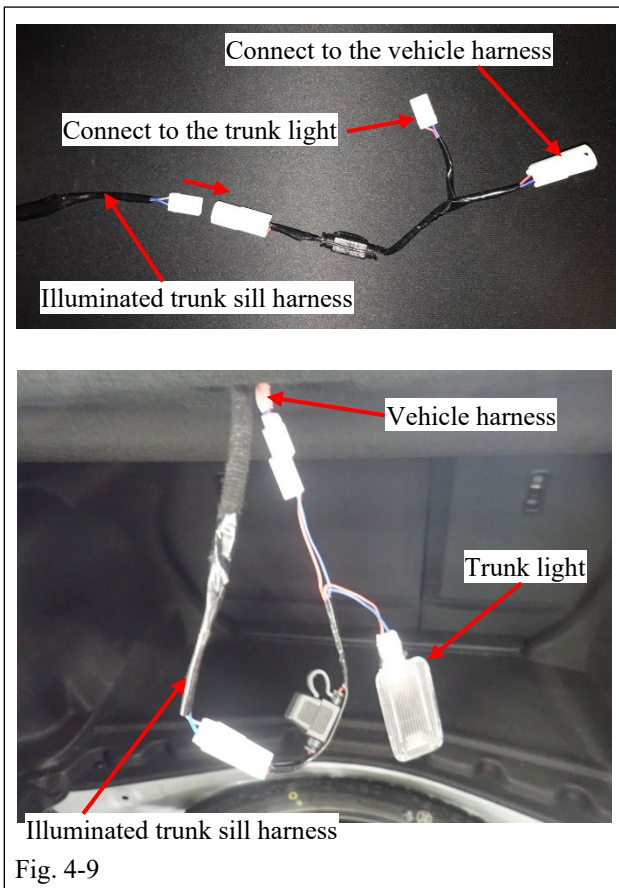 Connect to the vehicle harness
Connect to the trunk light
Illuminated trunk sill harness
Vehicle harness
Trunk light
Illuminated trunk sill harness
Fig. 4-9